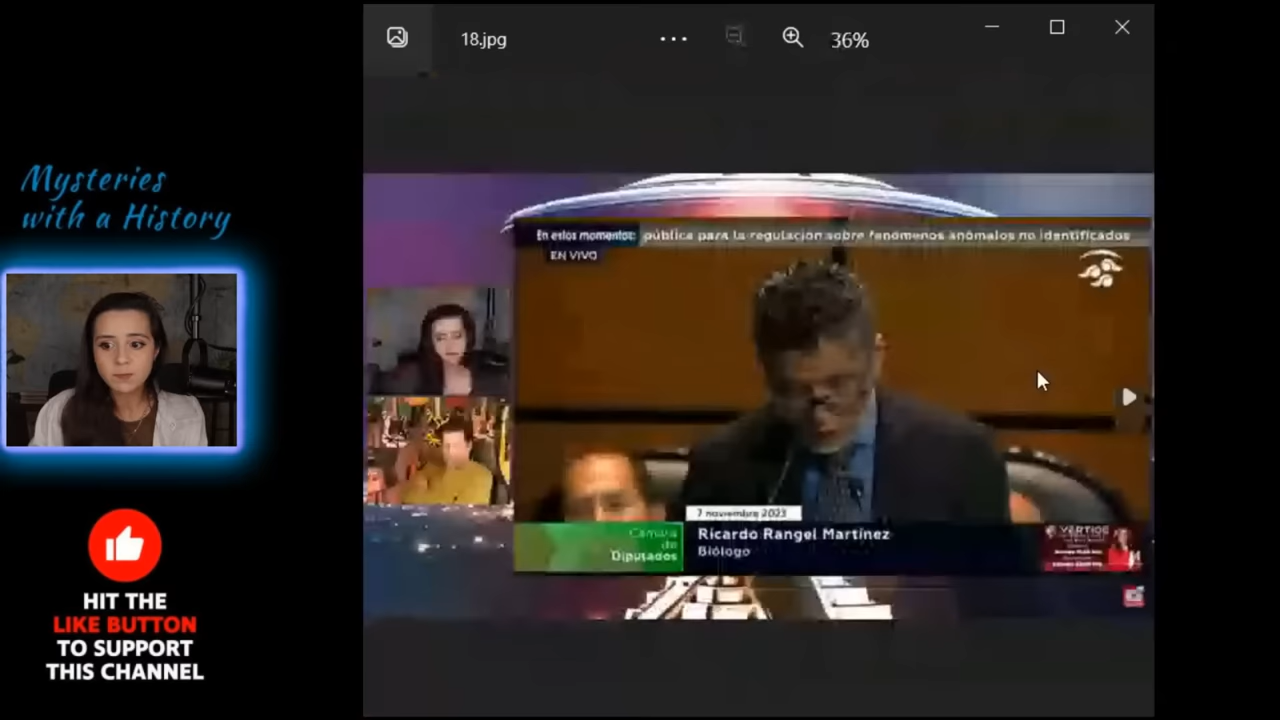 18.jpg
36%
Mysteries
with a History
En estos momentos: pública para la regulación sobre fenómenos anómalos no identificados
EN VIVO
7 noviembre 2023
Cámara
de
Diputados
Ricardo Rangel Martínez
Biólogo
VERTIGO
HIT THE
LIKE BUTTON
TO SUPPORT
THIS CHANNEL